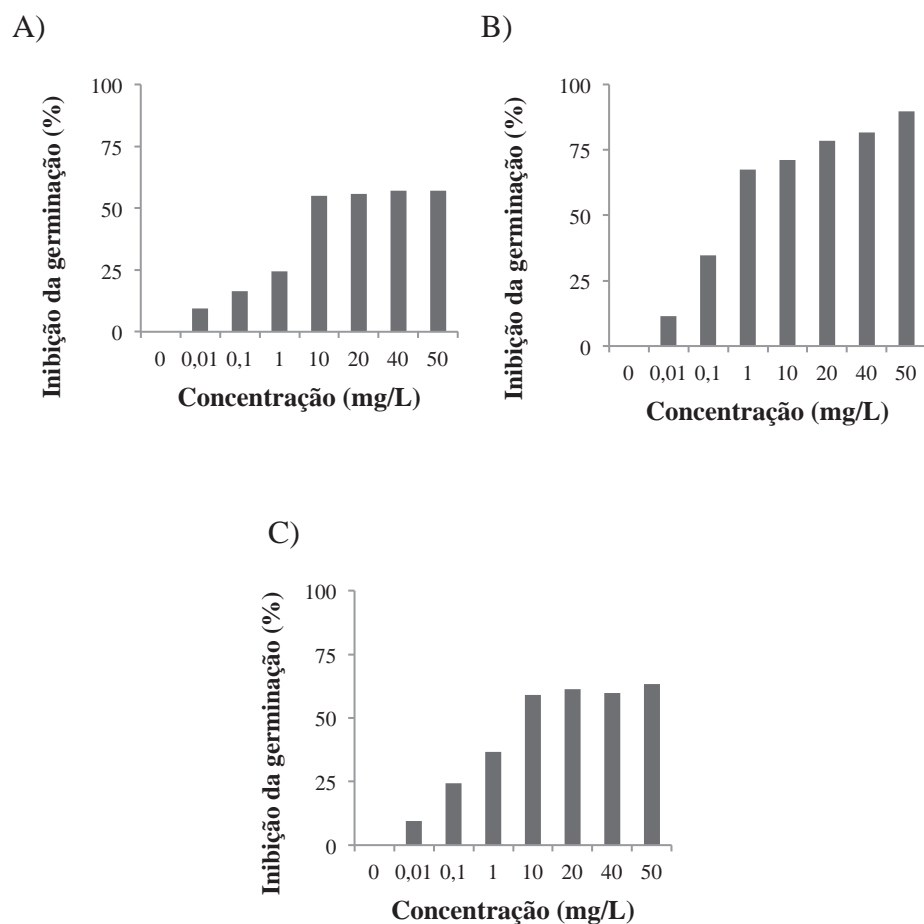 A)
Inibição da germinação (%)
100
75
50
25
0
0 0,01 0,1 1 10 20 40 50
Concentração (mg/L)
B)
Inibição da germinação (%)
100
75
50
25
0
0 0,01 0,1 1 10 20 40 50
Concentração (mg/L)
C)
Inibição da germinação (%)
100
75
50
25
0
0 0,01 0,1 1 10 20 40 50
Concentração (mg/L)